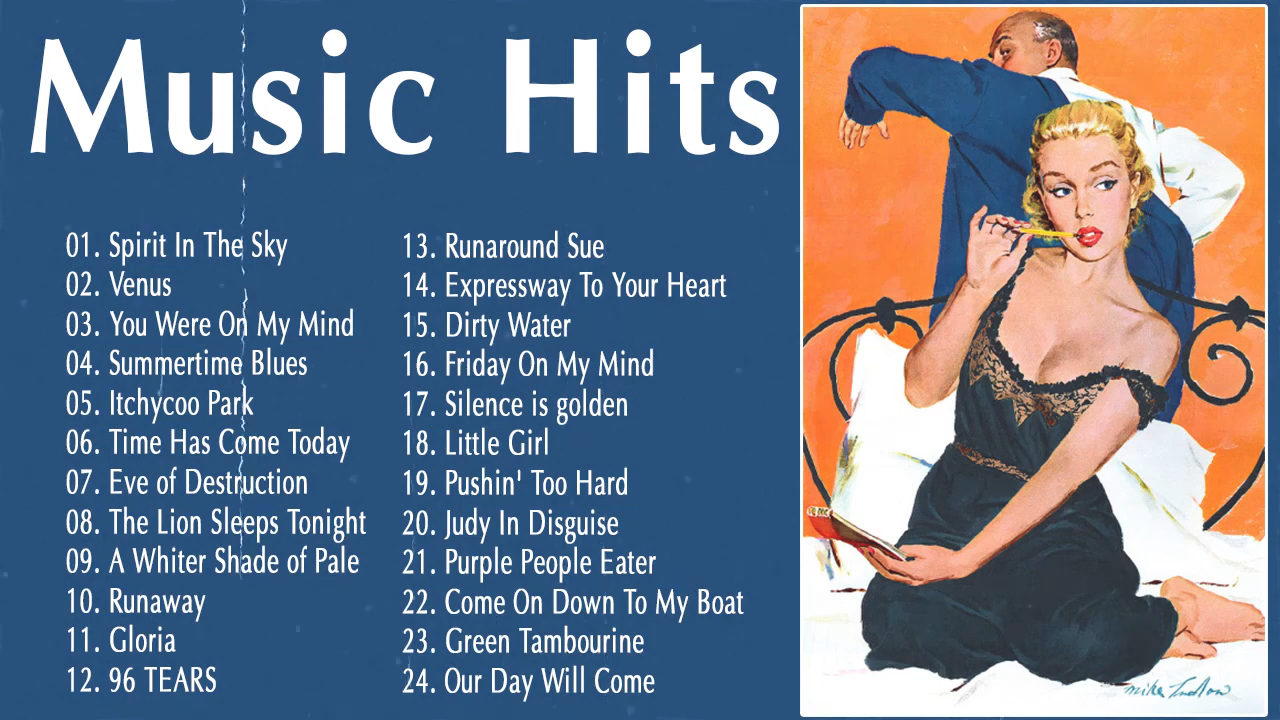 Music Hits
01. Spirit In The Sky
02. Venus
03. You Were On My Mind
04. Summertime Blues
05. Itchycoo Park
06. Time Has Come Today
07. Eve of Destruction
08. The Lion Sleeps Tonight
09. A Whiter Shade of Pale
10. Runaway
11. Gloria
12. 96 TEARS
13. Runaround Sue
14. Expressway To Your Heart
15. Dirty Water
16. Friday On My Mind
17. Silence is golden
18. Little Girl
19. Pushin' Too Hard
20. Judy In Disguise
21. Purple People Eater
22. Come On Down To My Boat
23. Green Tambourine
24. Our Day Will Come
mike Ludlow